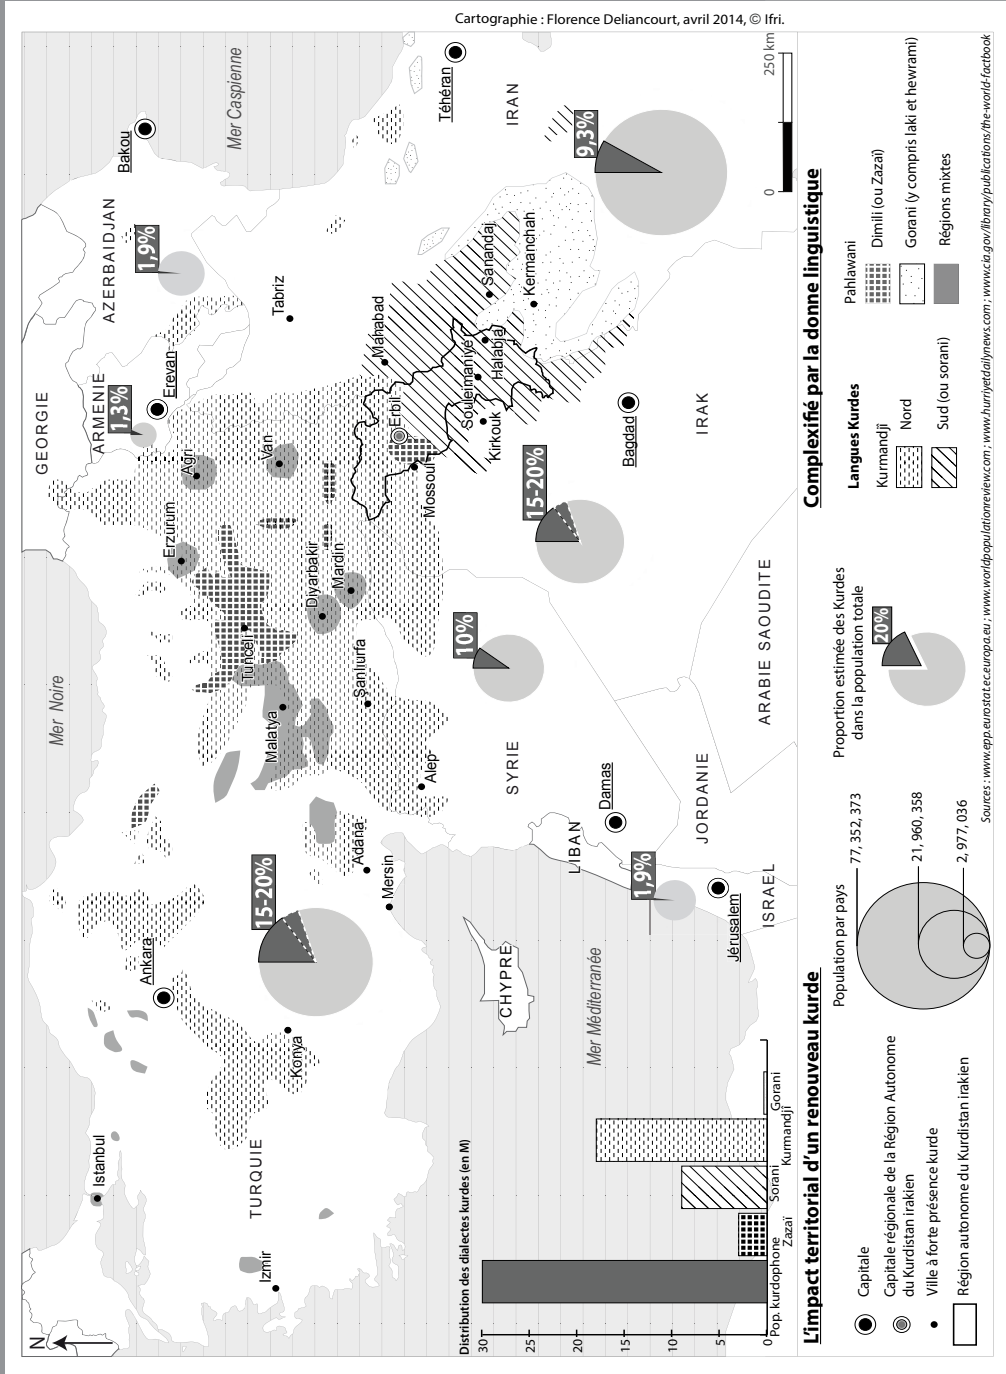 Cartographie : Florence Deliancourt, avril 2014, © Ifri.
N
Mer Noire
Mer Caspienne
Mer Méditerranée
GEORGIE
ARMENIE
AZERBAIDJAN
TURQUIE
CHYPRE
SYRIE
LIBAN
ISRAEL
JORDANIE
ARABIE SAOUDITE
IRAK
IRAN
Istanbul
Izmir
Ankara
Konya
Mersin
Adana
Alep
Malatya
Şanlıurfa
Tunceli
Diyarbakir
Mardin
Erzurum
Ağri
Van
Erevan
Bakou
Tabriz
Téhéran
Mahabad
Erbil
Mossoul
Kirkouk
Souleimaniyé
Halabja
Sanandaj
Kermanchah
Bagdad
Damas
Jérusalem
15-20%
1,3%
1,9%
10%
15-20%
9,3%
1,9%
0
250 km
Distribution des dialectes kurdes (en M)
30
25
20
15
10
5
0
Pop. kurdophone
Zazaï
Sorani
Kurmandjî
Gorani
L'impact territorial d'un renouveau kurde
Capitale
Capitale régionale de la Région Autonome
du Kurdistan irakien
Ville à forte présence kurde
Région autonome du Kurdistan irakien
Population par pays
77, 352, 373
21, 960, 358
2, 977, 036
Proportion estimée des Kurdes
dans la population totale
20%
Complexifié par la donne linguistique
Langues Kurdes
Kurmandjî
Nord
Sud (ou sorani)
Pahlawani
Dimili (ou Zazaï)
Gorani (y compris laki et hewrami)
Régions mixtes
Sources : www.epp.eurostat.ec.europa.eu ; www.worldpopulationreview.com ; www.hurriyetdailynews.com ; www.cia.gov/library/publications/the-world-factbook